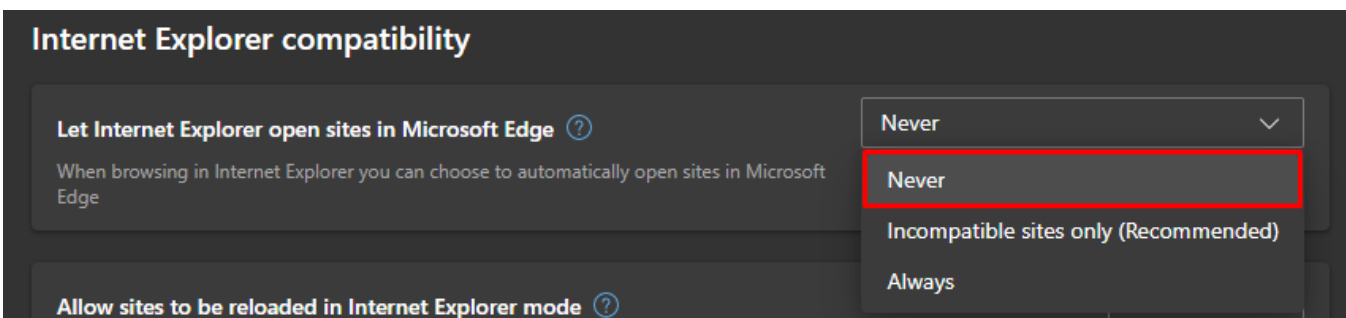 Internet Explorer compatibility
Let Internet Explorer open sites in Microsoft Edge
Never
When browsing in Internet Explorer you can choose to automatically open sites in Microsoft
Edge
Never
Incompatible sites only (Recommended)
Always
Allow sites to be reloaded in Internet Explorer mode